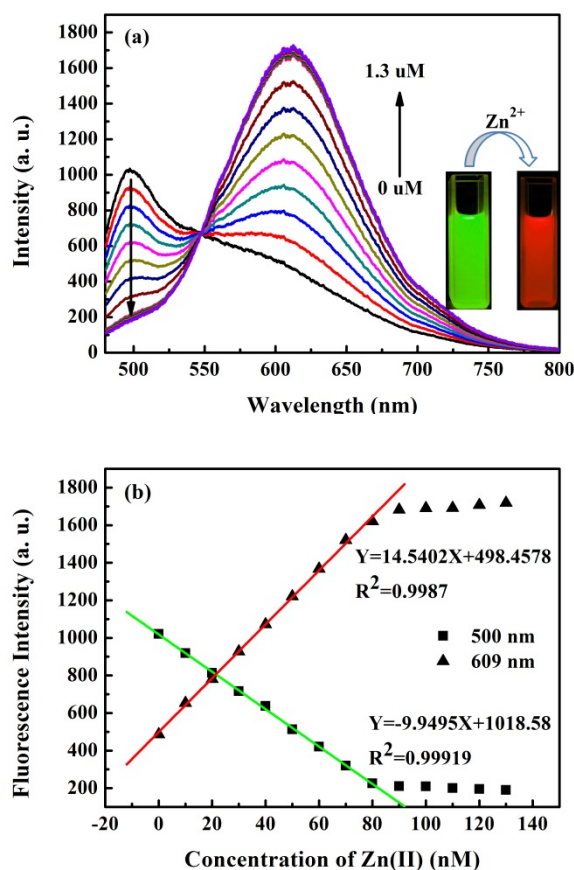 (a)
1800
1600
1400
1200
1000
800
600
400
200
0
Intensity (a. u.)
1.3 uM
0 uM
Zn²⁺
500 550 600 650 700 750 800
Wavelength (nm)
(b)
1800
1600
1400
1200
1000
800
600
400
200
Fluorescence Intensity (a. u.)
Y=14.5402X+498.4578
R²=0.9987
500 nm
609 nm
Y=-9.9495X+1018.58
R²=0.99919
-20 0 20 40 60 80 100 120 140
Concentration of Zn(II) (nM)